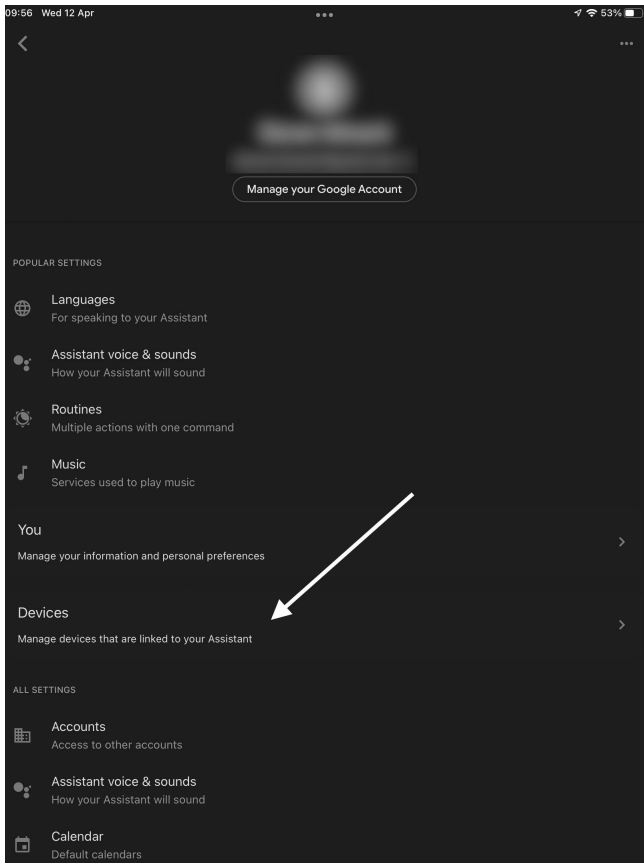 09:56 Wed 12 Apr
53%
Manage your Google Account
POPULAR SETTINGS
Languages
For speaking to your Assistant
Assistant voice & sounds
How your Assistant will sound
Routines
Multiple actions with one command
Music
Services used to play music
You
Manage your information and personal preferences
Devices
Manage devices that are linked to your Assistant
ALL SETTINGS
Accounts
Access to other accounts
Assistant voice & sounds
How your Assistant will sound
Calendar
Default calendars